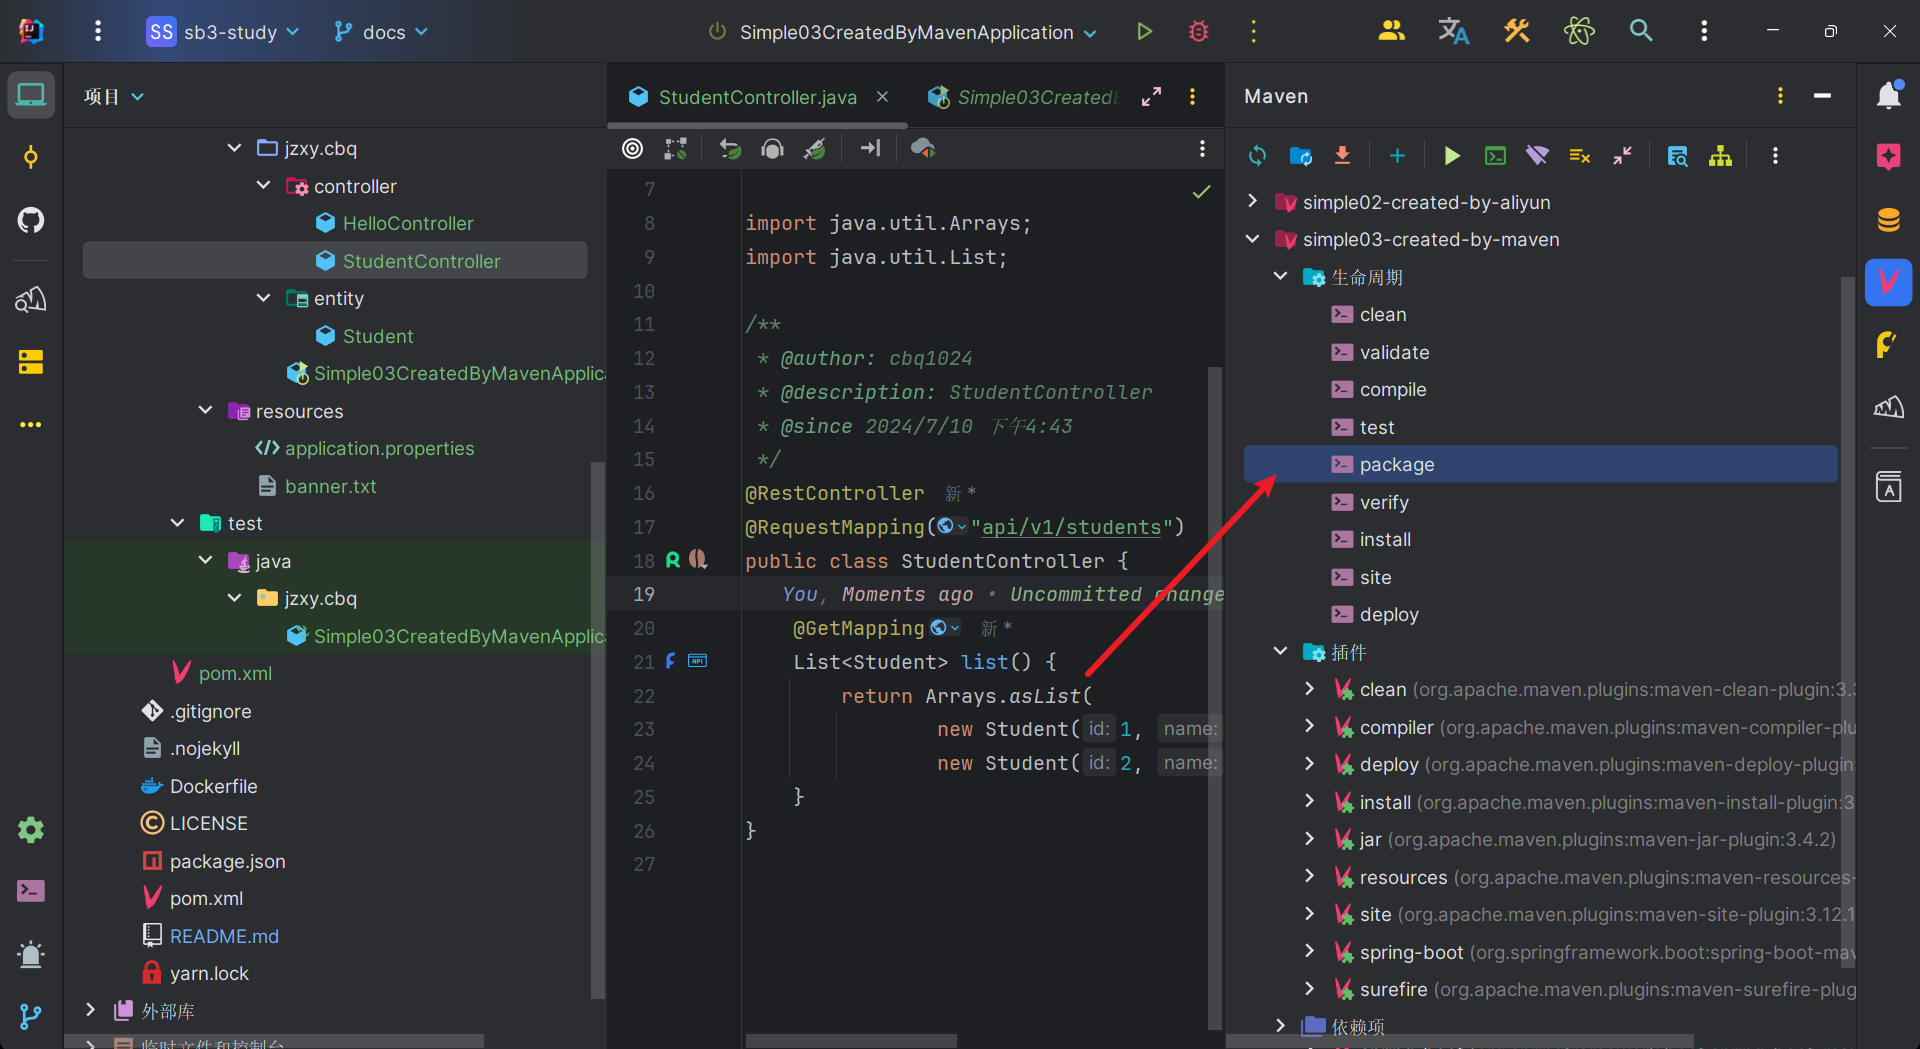 SS sb3-study
docs
Simple03CreatedByMavenApplication
项目
jzxy.cbq
controller
HelloController
StudentController
entity
Student
Simple03CreatedByMavenApplic
resources
application.properties
banner.txt
test
java
jzxy.cbq
Simple03CreatedByMavenApplic
pom.xml
.gitignore
.nojekyll
Dockerfile
LICENSE
package.json
pom.xml
README.md
yarn.lock
外部库
临时文件和控制台
StudentController.java
Simple03Created
7
8 import java.util.Arrays;
9 import java.util.List;
10
11 /**
12 * @author: cbq1024
13 * @description: StudentController
14 * @since 2024/7/10 下午4:43
15 */
16 @RestController 新 *
17 @RequestMapping("api/v1/students")
18 public class StudentController {
19 You, Moments ago • Uncommitted change
20 @GetMapping 新 *
21 List<Student> list() {
22 return Arrays.asList(
23 new Student( id: 1, name:
24 new Student( id: 2, name:
25 }
26 }
27
Maven
simple02-created-by-aliyun
simple03-created-by-maven
生命周期
clean
validate
compile
test
package
verify
install
site
deploy
插件
clean (org.apache.maven.plugins:maven-clean-plugin:3.
compiler (org.apache.maven.plugins:maven-compiler-plu
deploy (org.apache.maven.plugins:maven-deploy-plugin
install (org.apache.maven.plugins:maven-install-plugin:3
jar (org.apache.maven.plugins:maven-jar-plugin:3.4.2)
resources (org.apache.maven.plugins:maven-resources-
site (org.apache.maven.plugins:maven-site-plugin:3.12.1
spring-boot (org.springframework.boot:spring-boot-mav
surefire (org.apache.maven.plugins:maven-surefire-plug
依赖项